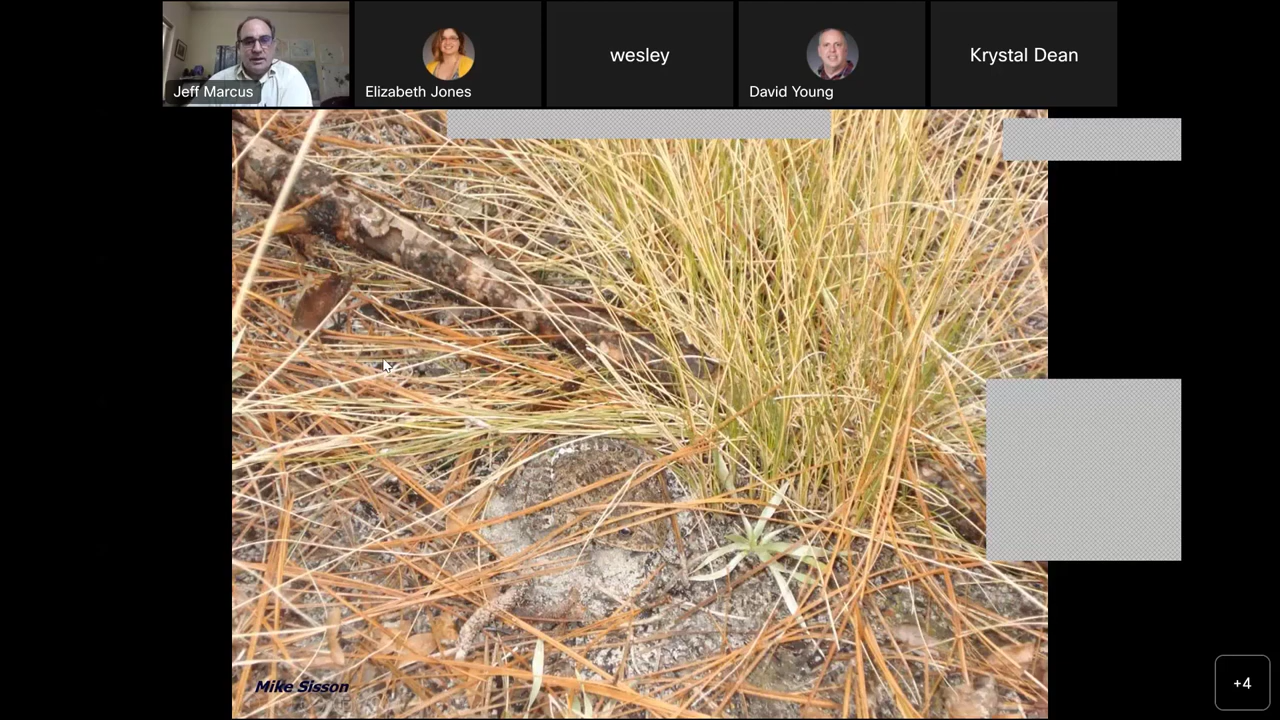 Jeff Marcus
Elizabeth Jones
wesley
David Young
Krystal Dean
Mike Sisson
+4